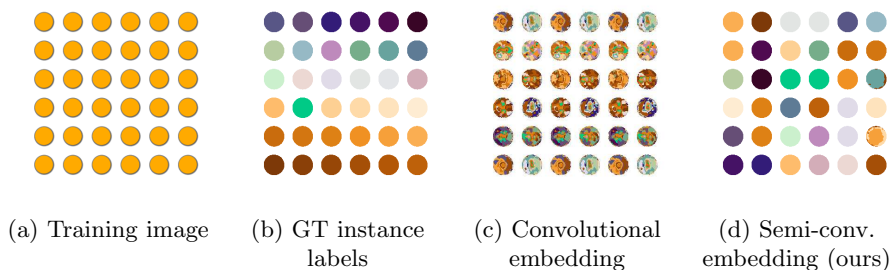 (a) Training image
(b) GT instance
labels
(c) Convolutional
embedding
(d) Semi-conv.
embedding (ours)